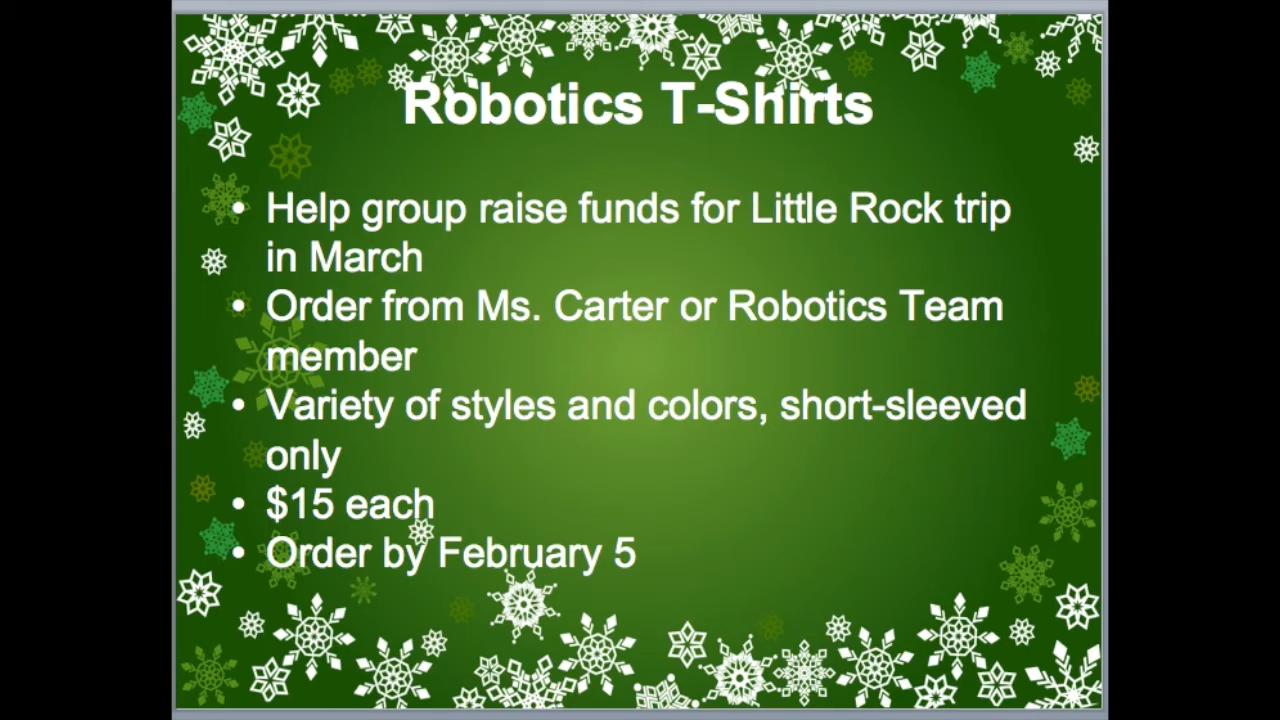 Robotics T-Shirts
• Help group raise funds for Little Rock trip
in March
• Order from Ms. Carter or Robotics Team
member
• Variety of styles and colors, short-sleeved
only
• $15 each
• Order by February 5